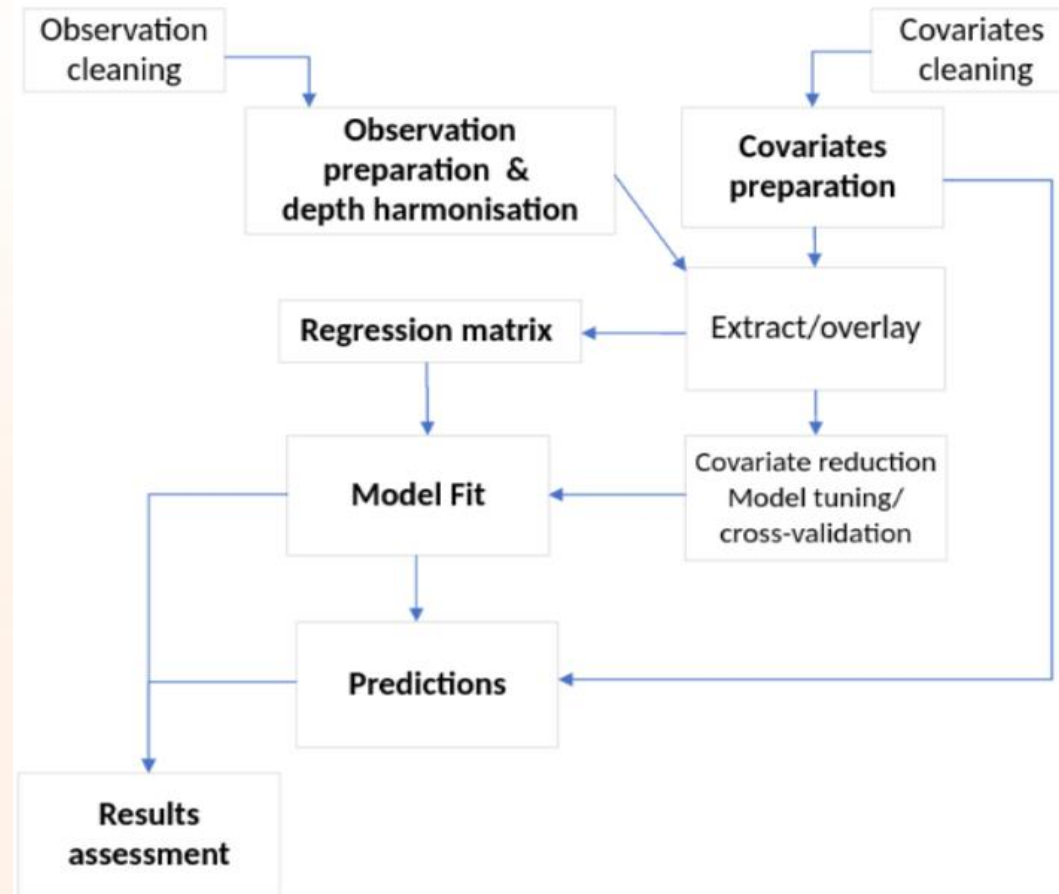 Observation
cleaning
Covariates
cleaning
Observation
preparation &
depth harmonisation
Covariates
preparation
Extract/overlay
Regression matrix
Covariate reduction
Model tuning/
cross-validation
Model Fit
Predictions
Results
assessment